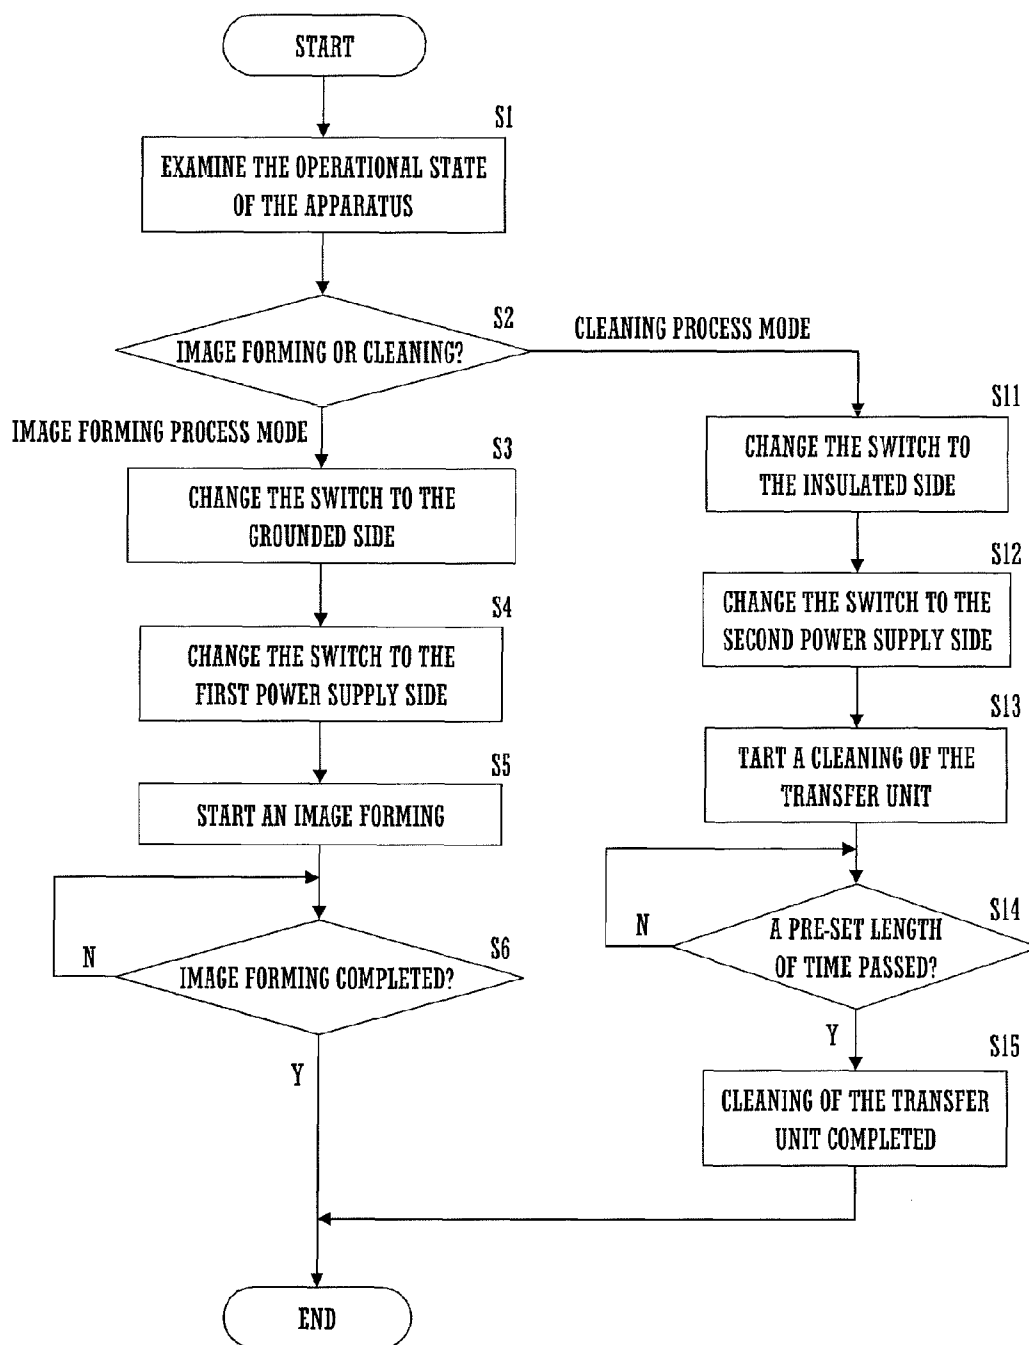 START
S1
EXAMINE THE OPERATIONAL STATE
OF THE APPARATUS
S2
IMAGE FORMING OR CLEANING?
CLEANING PROCESS MODE
IMAGE FORMING PROCESS MODE
S3
CHANGE THE SWITCH TO THE
GROUNDED SIDE
S4
CHANGE THE SWITCH TO THE
FIRST POWER SUPPLY SIDE
S5
START AN IMAGE FORMING
N
S6
IMAGE FORMING COMPLETED?
Y
S11
CHANGE THE SWITCH TO
THE INSULATED SIDE
S12
CHANGE THE SWITCH TO THE
SECOND POWER SUPPLY SIDE
S13
TART A CLEANING OF THE
TRANSFER UNIT
N
S14
A PRE-SET LENGTH
OF TIME PASSED?
Y
S15
CLEANING OF THE TRANSFER
UNIT COMPLETED
END